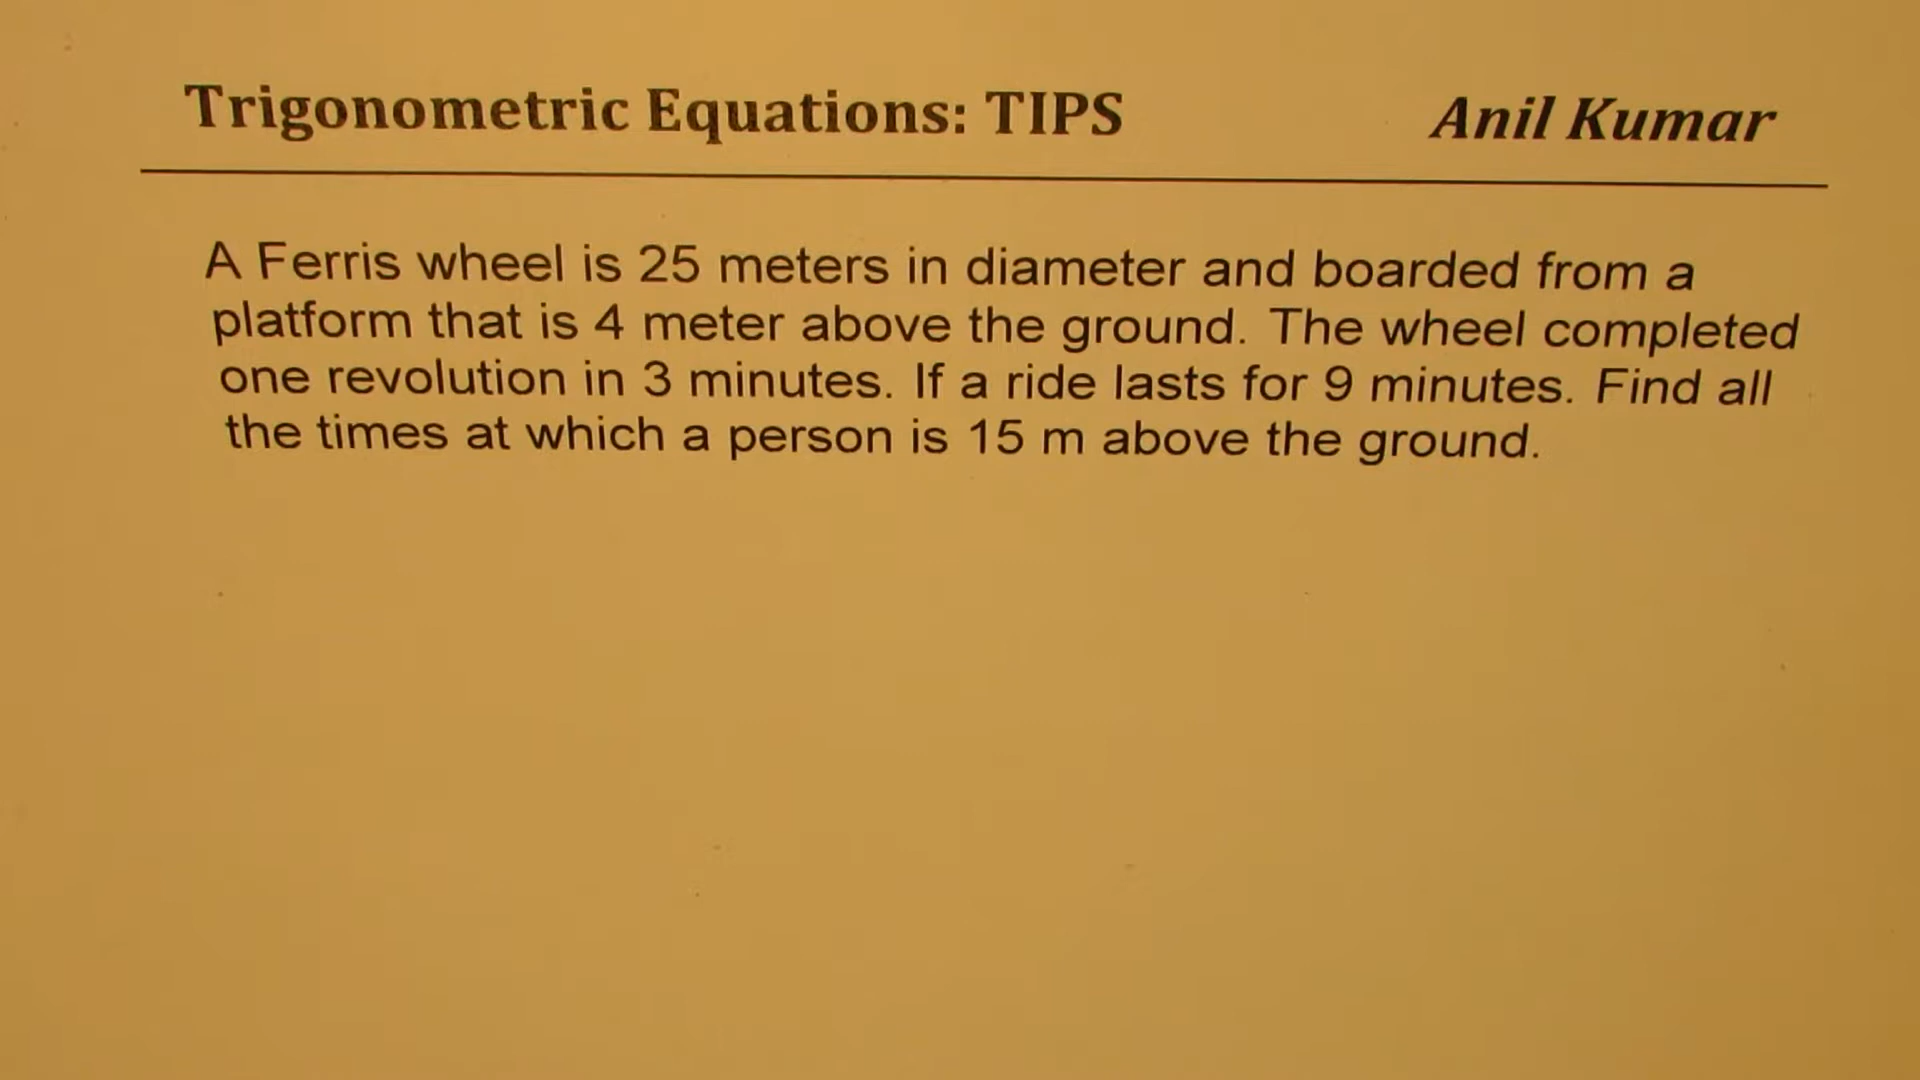 Trigonometric Equations: TIPS Anil Kumar
A Ferris wheel is 25 meters in diameter and boarded from a
platform that is 4 meter above the ground. The wheel completed
one revolution in 3 minutes. If a ride lasts for 9 minutes. Find all
the times at which a person is 15 m above the ground.